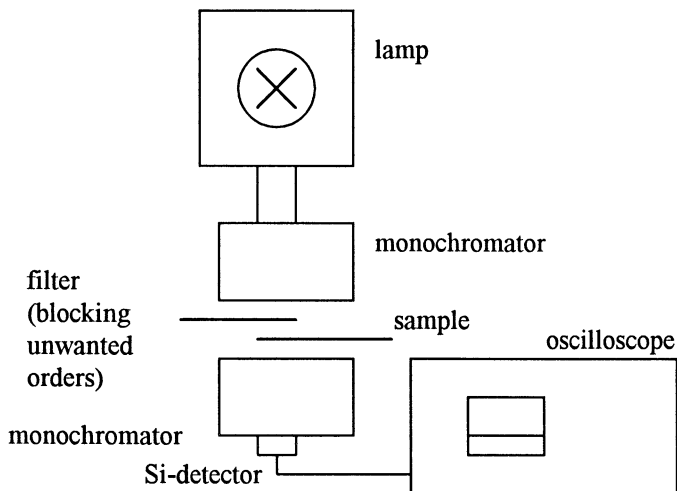 lamp
monochromator
filter
(blocking
unwanted
orders)
sample
oscilloscope
monochromator
Si-detector